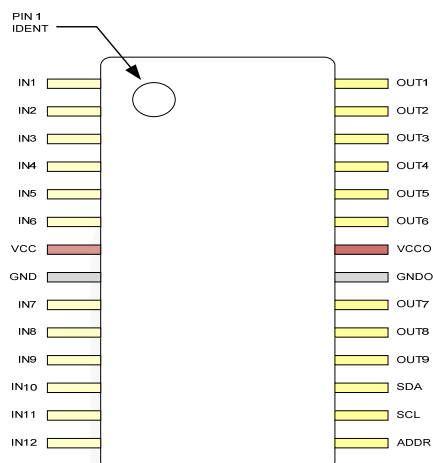 PIN 1
IDENT
IN1 OUT1
IN2 OUT2
IN3 OUT3
IN4 OUT4
IN5 OUT5
IN6 OUT6
VCC VCCO
GND GNDO
IN7 OUT7
IN8 OUT8
IN9 OUT9
IN10 SDA
IN11 SCL
IN12 ADDR